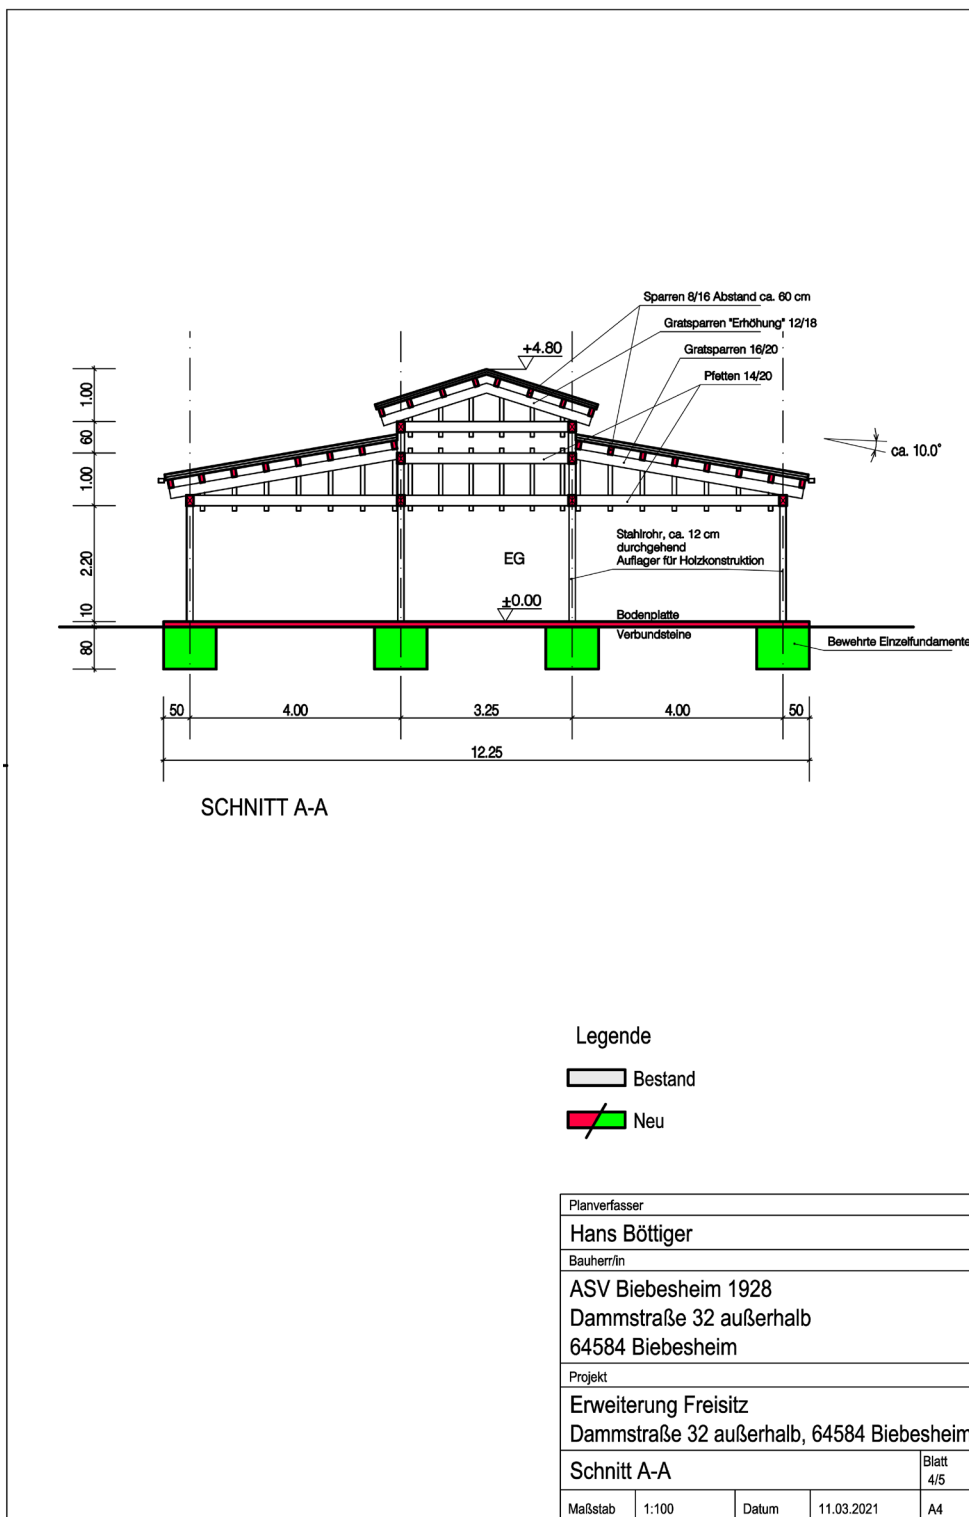 Sparren 8/16 Abstand ca. 60 cm
Gratsparren "Erhöhung" 12/18
Gratsparren 16/20
Pfetten 14/20
+4.80
1.00
60
1.00
2.20
10
80
ca. 10.0°
Stahlrohr, ca. 12 cm
durchgehend
Auflager für Holzkonstruktion
EG
±0.00
Bodenplatte
Verbundsteine
Bewehrte Einzelfundamente
50
4.00
3.25
4.00
50
12.25
SCHNITT A-A
Legende
Bestand
Neu
Planverfasser
Hans Böttiger
Bauherr/in
ASV Biebesheim 1928
Dammstraße 32 außerhalb
64584 Biebesheim
Projekt
Erweiterung Freisitz
Dammstraße 32 außerhalb, 64584 Biebesheim
Schnitt A-A
Blatt
4/5
Maßstab 1:100 Datum 11.03.2021 A4